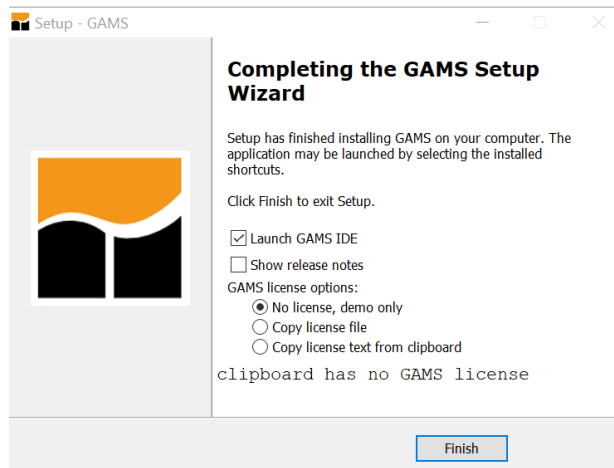 Setup - GAMS
Completing the GAMS Setup
Wizard
Setup has finished installing GAMS on your computer. The
application may be launched by selecting the installed
shortcuts.
Click Finish to exit Setup.
Launch GAMS IDE
Show release notes
GAMS license options:
No license, demo only
Copy license file
Copy license text from clipboard
clipboard has no GAMS license
Finish